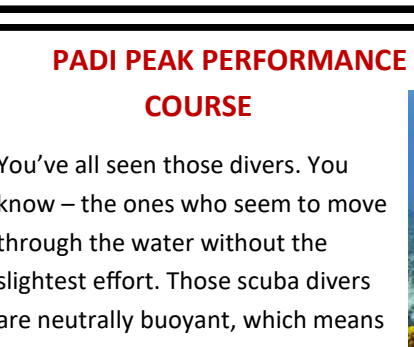 PADI PEAK PERFORMANCE
COURSE
You’ve all seen those divers. You
know – the ones who seem to move
through the water without the
slightest effort. Those scuba divers
are neutrally buoyant, which means